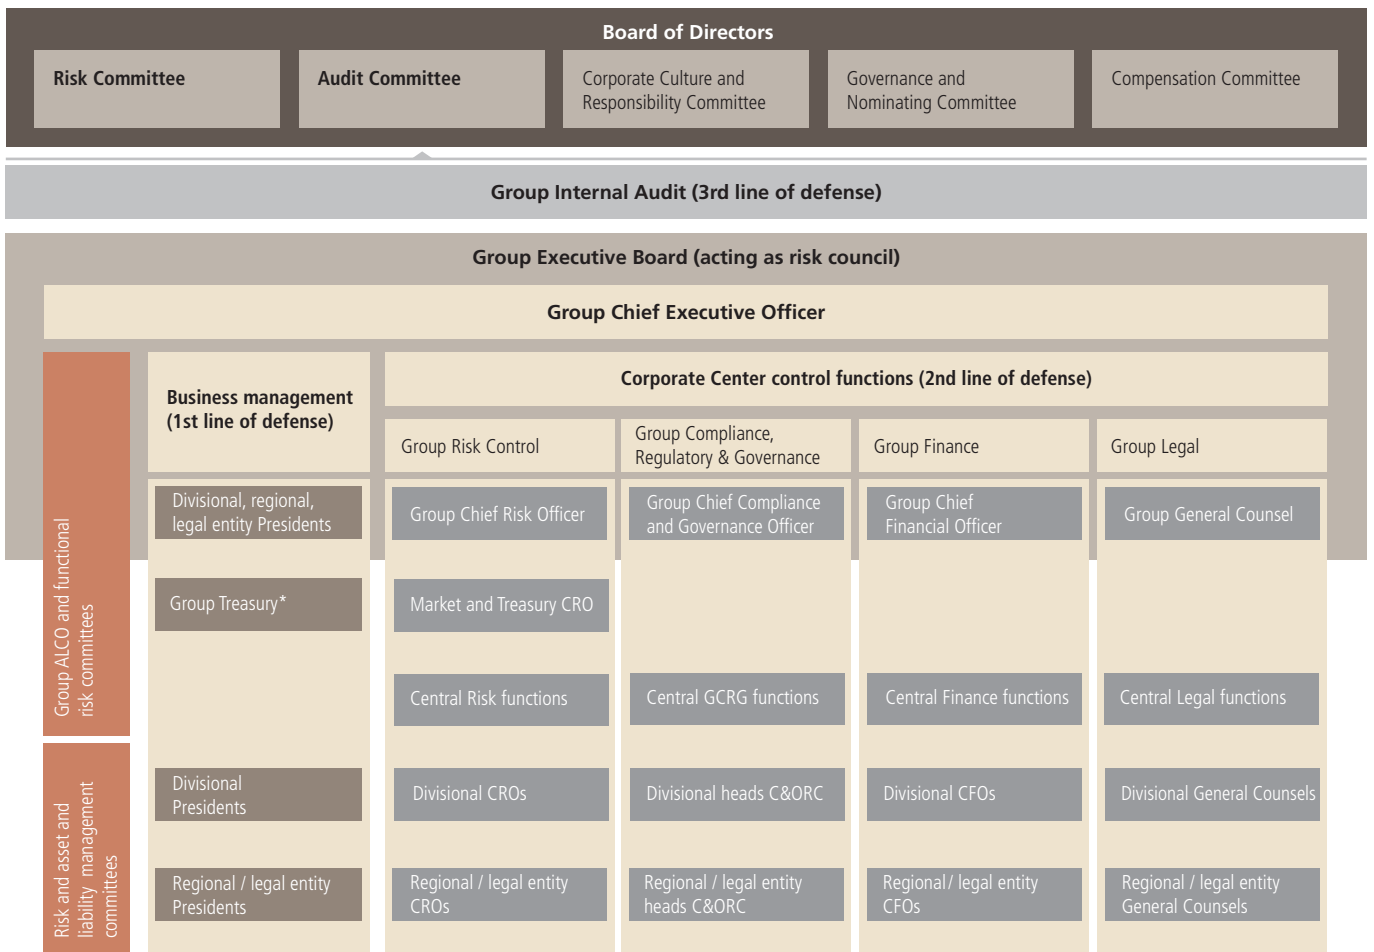 Board of Directors
Risk Committee
Audit Committee
Corporate Culture and
Responsibility Committee
Governance and
Nominating Committee
Compensation Committee
Group Internal Audit (3rd line of defense)
Group Executive Board (acting as risk council)
Group Chief Executive Officer
Group ALCO and functional
risk committees
Business management
(1st line of defense)
Corporate Center control functions (2nd line of defense)
Group Risk Control
Group Compliance,
Regulatory & Governance
Group Finance
Group Legal
Divisional, regional,
legal entity Presidents
Group Chief Risk Officer
Group Chief Compliance
and Governance Officer
Group Chief
Financial Officer
Group General Counsel
Group Treasury*
Market and Treasury CRO
Central Risk functions
Central GCRG functions
Central Finance functions
Central Legal functions
Risk and asset and
liability management
committees
Divisional
Presidents
Divisional CROs
Divisional heads C&ORC
Divisional CFOs
Divisional General Counsels
Regional / legal entity
Presidents
Regional / legal entity
CROs
Regional / legal entity
heads C&ORC
Regional / legal entity
CFOs
Regional / legal entity
General Counsels